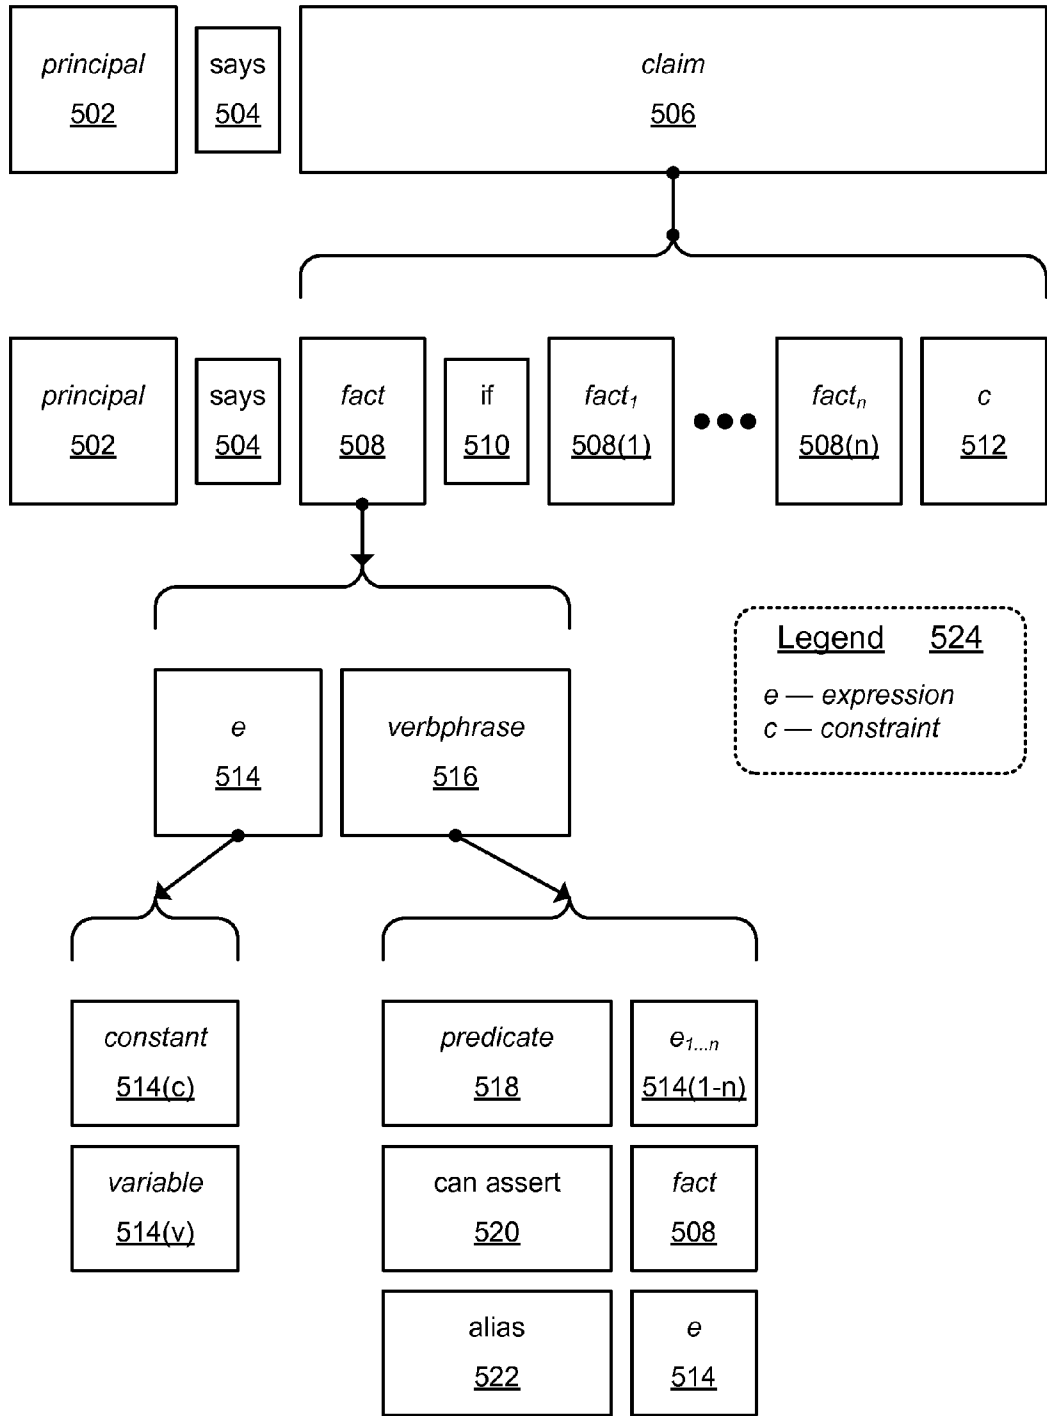 principal says claim
502 504 506
principal says fact if fact1 factn c
502 504 508 510 508(1) ●●● 508(n) 512
Legend 524
e — expression
c — constraint
e verbphrase
514 516
constant predicate e1...n
514(c) 518 514(1-n)
variable can assert fact
514(v) 520 508
alias e
522 514